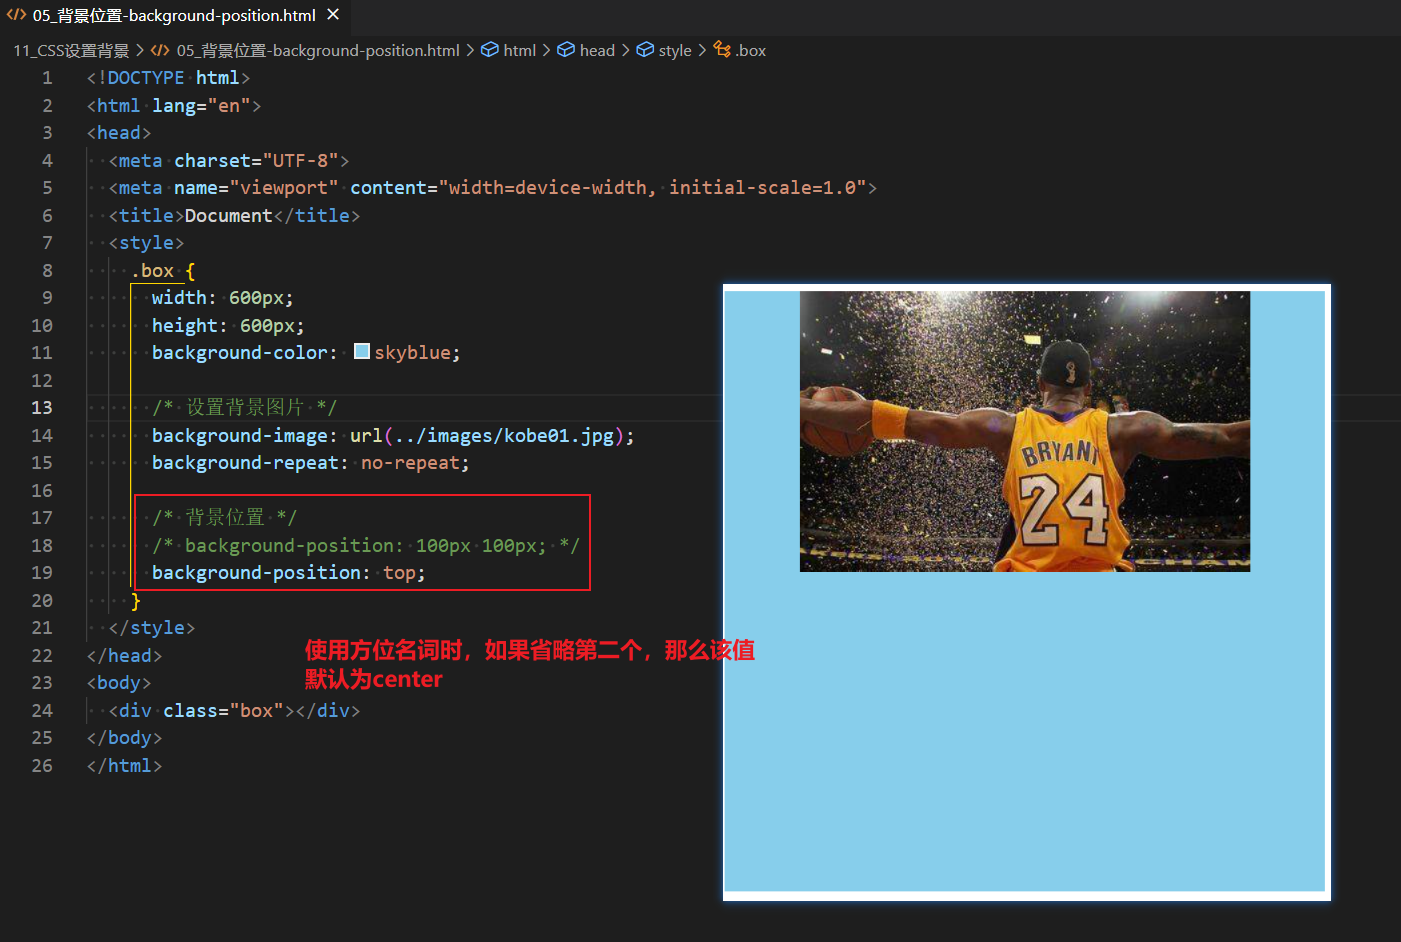 05_背景位置-background-position.html
11_CSS设置背景 > 05_背景位置-background-position.html > html > head > style > .box
1 <!DOCTYPE html>
2 <html lang="en">
3 <head>
4 <meta charset="UTF-8">
5 <meta name="viewport" content="width=device-width, initial-scale=1.0">
6 <title>Document</title>
7 <style>
8 .box {
9 width: 600px;
10 height: 600px;
11 background-color: skyblue;
12
13 /* 设置背景图片 */
14 background-image: url(../images/kobe01.jpg);
15 background-repeat: no-repeat;
16
17 /* 背景位置 */
18 /* background-position: 100px 100px; */
19 background-position: top;
20 }
21 </style>
22 </head>
23 <body>
24 <div class="box"></div>
25 </body>
26 </html>
使用方位名词时，如果省略第二个，那么该值
默认为center
BRYANT
24